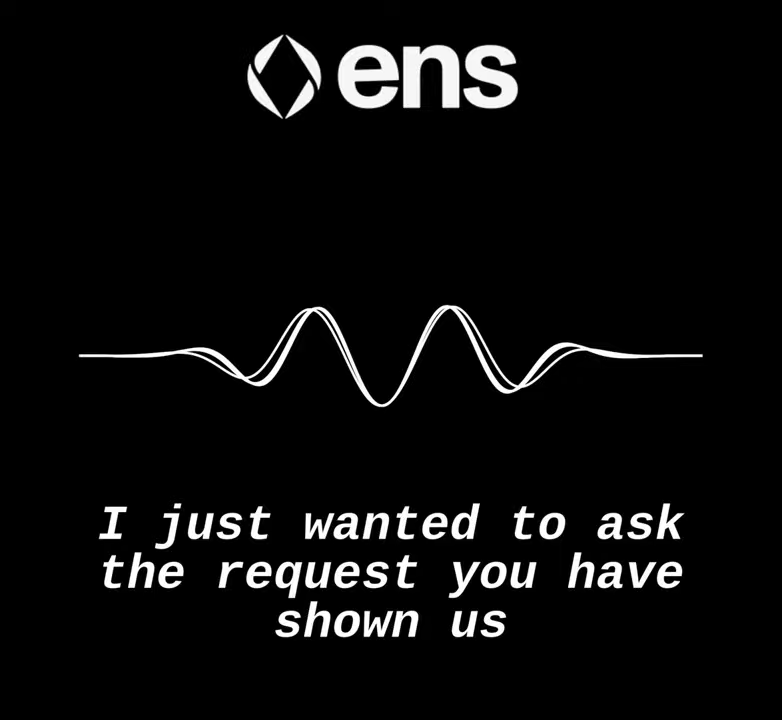 ens
I just wanted to ask
the request you have
shown us